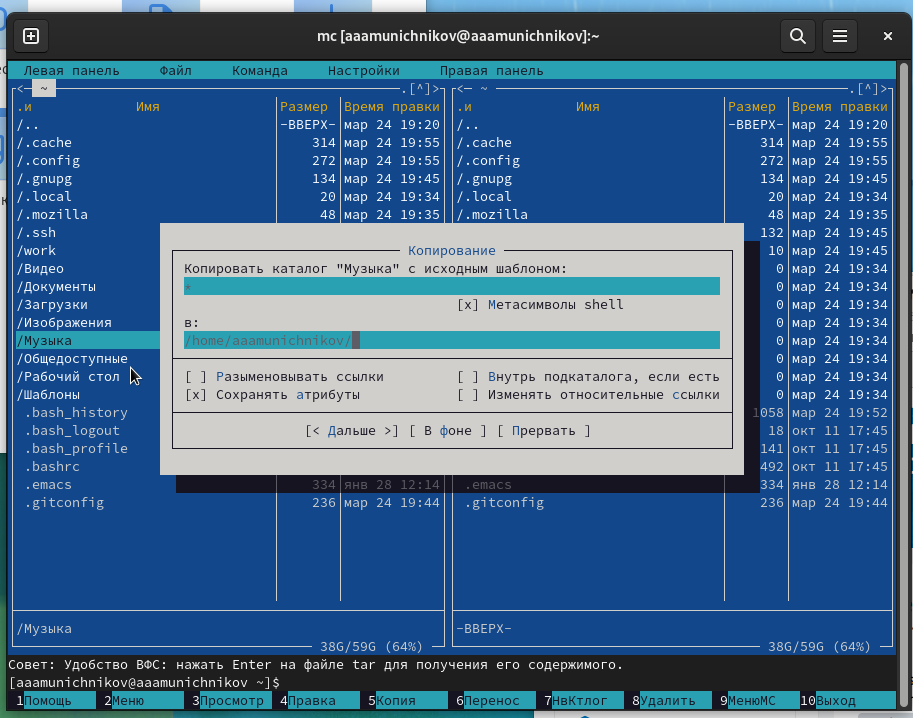 mc [aaamunichnikov@aaamunichnikov]:~
Левая панель Файл Команда Настройки Правая панель
<— ~ .[^]> <— ~ .[^]>
.и Имя Размер Время правки .и Имя Размер Время правки
/.. -ВВЕРХ- мар 24 19:20 /.. -ВВЕРХ- мар 24 19:20
/.cache 314 мар 24 19:55 /.cache 314 мар 24 19:55
/.config 272 мар 24 19:55 /.config 272 мар 24 19:55
/.gnupg 134 мар 24 19:45 /.gnupg 134 мар 24 19:45
/.local 20 мар 24 19:34 /.local 20 мар 24 19:34
/.mozilla 48 мар 24 19:35 /.mozilla 48 мар 24 19:35
/.ssh 132 мар 24 19:45
/work 10 мар 24 19:45
/Видео 0 мар 24 19:34
/Документы 0 мар 24 19:34
/Загрузки 0 мар 24 19:34
/Изображения 0 мар 24 19:34
/Музыка 0 мар 24 19:34
/Общедоступные 0 мар 24 19:34
/Рабочий стол 0 мар 24 19:34
/Шаблоны 0 мар 24 19:34
.bash_history 1058 мар 24 19:52
.bash_logout 18 окт 11 17:45
.bash_profile 141 окт 11 17:45
.bashrc 492 окт 11 17:45
.emacs 334 янв 28 12:14 .emacs 334 янв 28 12:14
.gitconfig 236 мар 24 19:44 .gitconfig 236 мар 24 19:44
Копирование
Копировать каталог "Музыка" с исходным шаблоном:
*
[x] Метасимволы shell
в:
/home/aaamunichnikov/
[ ] Разыменовывать ссылки [ ] Внутрь подкаталога, если есть
[x] Сохранять атрибуты [ ] Изменять относительные ссылки
[< Дальше >] [ В фоне ] [ Прервать ]
/Музыка -ВВЕРХ-
38G/59G (64%) 38G/59G (64%)
Совет: Удобство ВФС: нажать Enter на файле tar для получения его содержимого.
[aaamunichnikov@aaamunichnikov ~]$
1Помощь 2Меню 3Просмотр 4Правка 5Копия 6Перенос 7НвКтлог 8Удалить 9МенюМС 10Выход